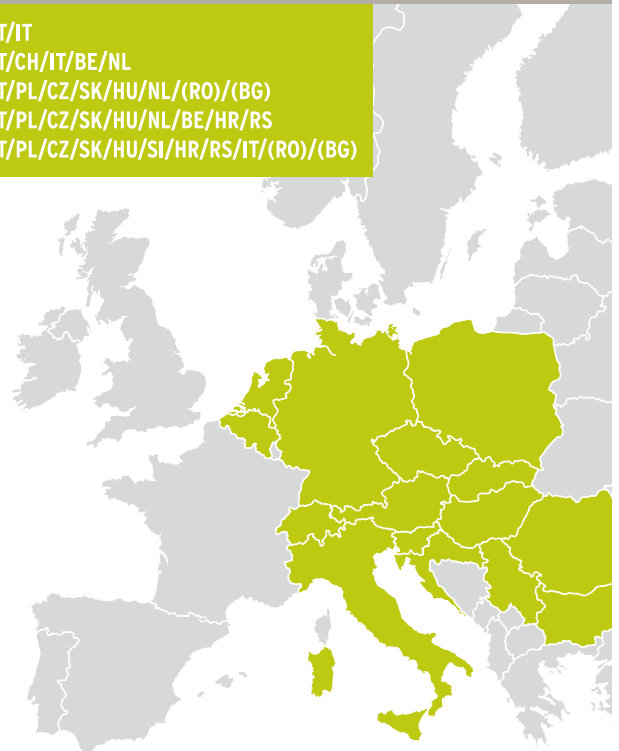 T/IT
T/CH/IT/BE/NL
T/PL/CZ/SK/HU/NL/(RO)/(BG)
T/PL/CZ/SK/HU/NL/BE/HR/RS
T/PL/CZ/SK/HU/SI/HR/RS/IT/(RO)/(BG)